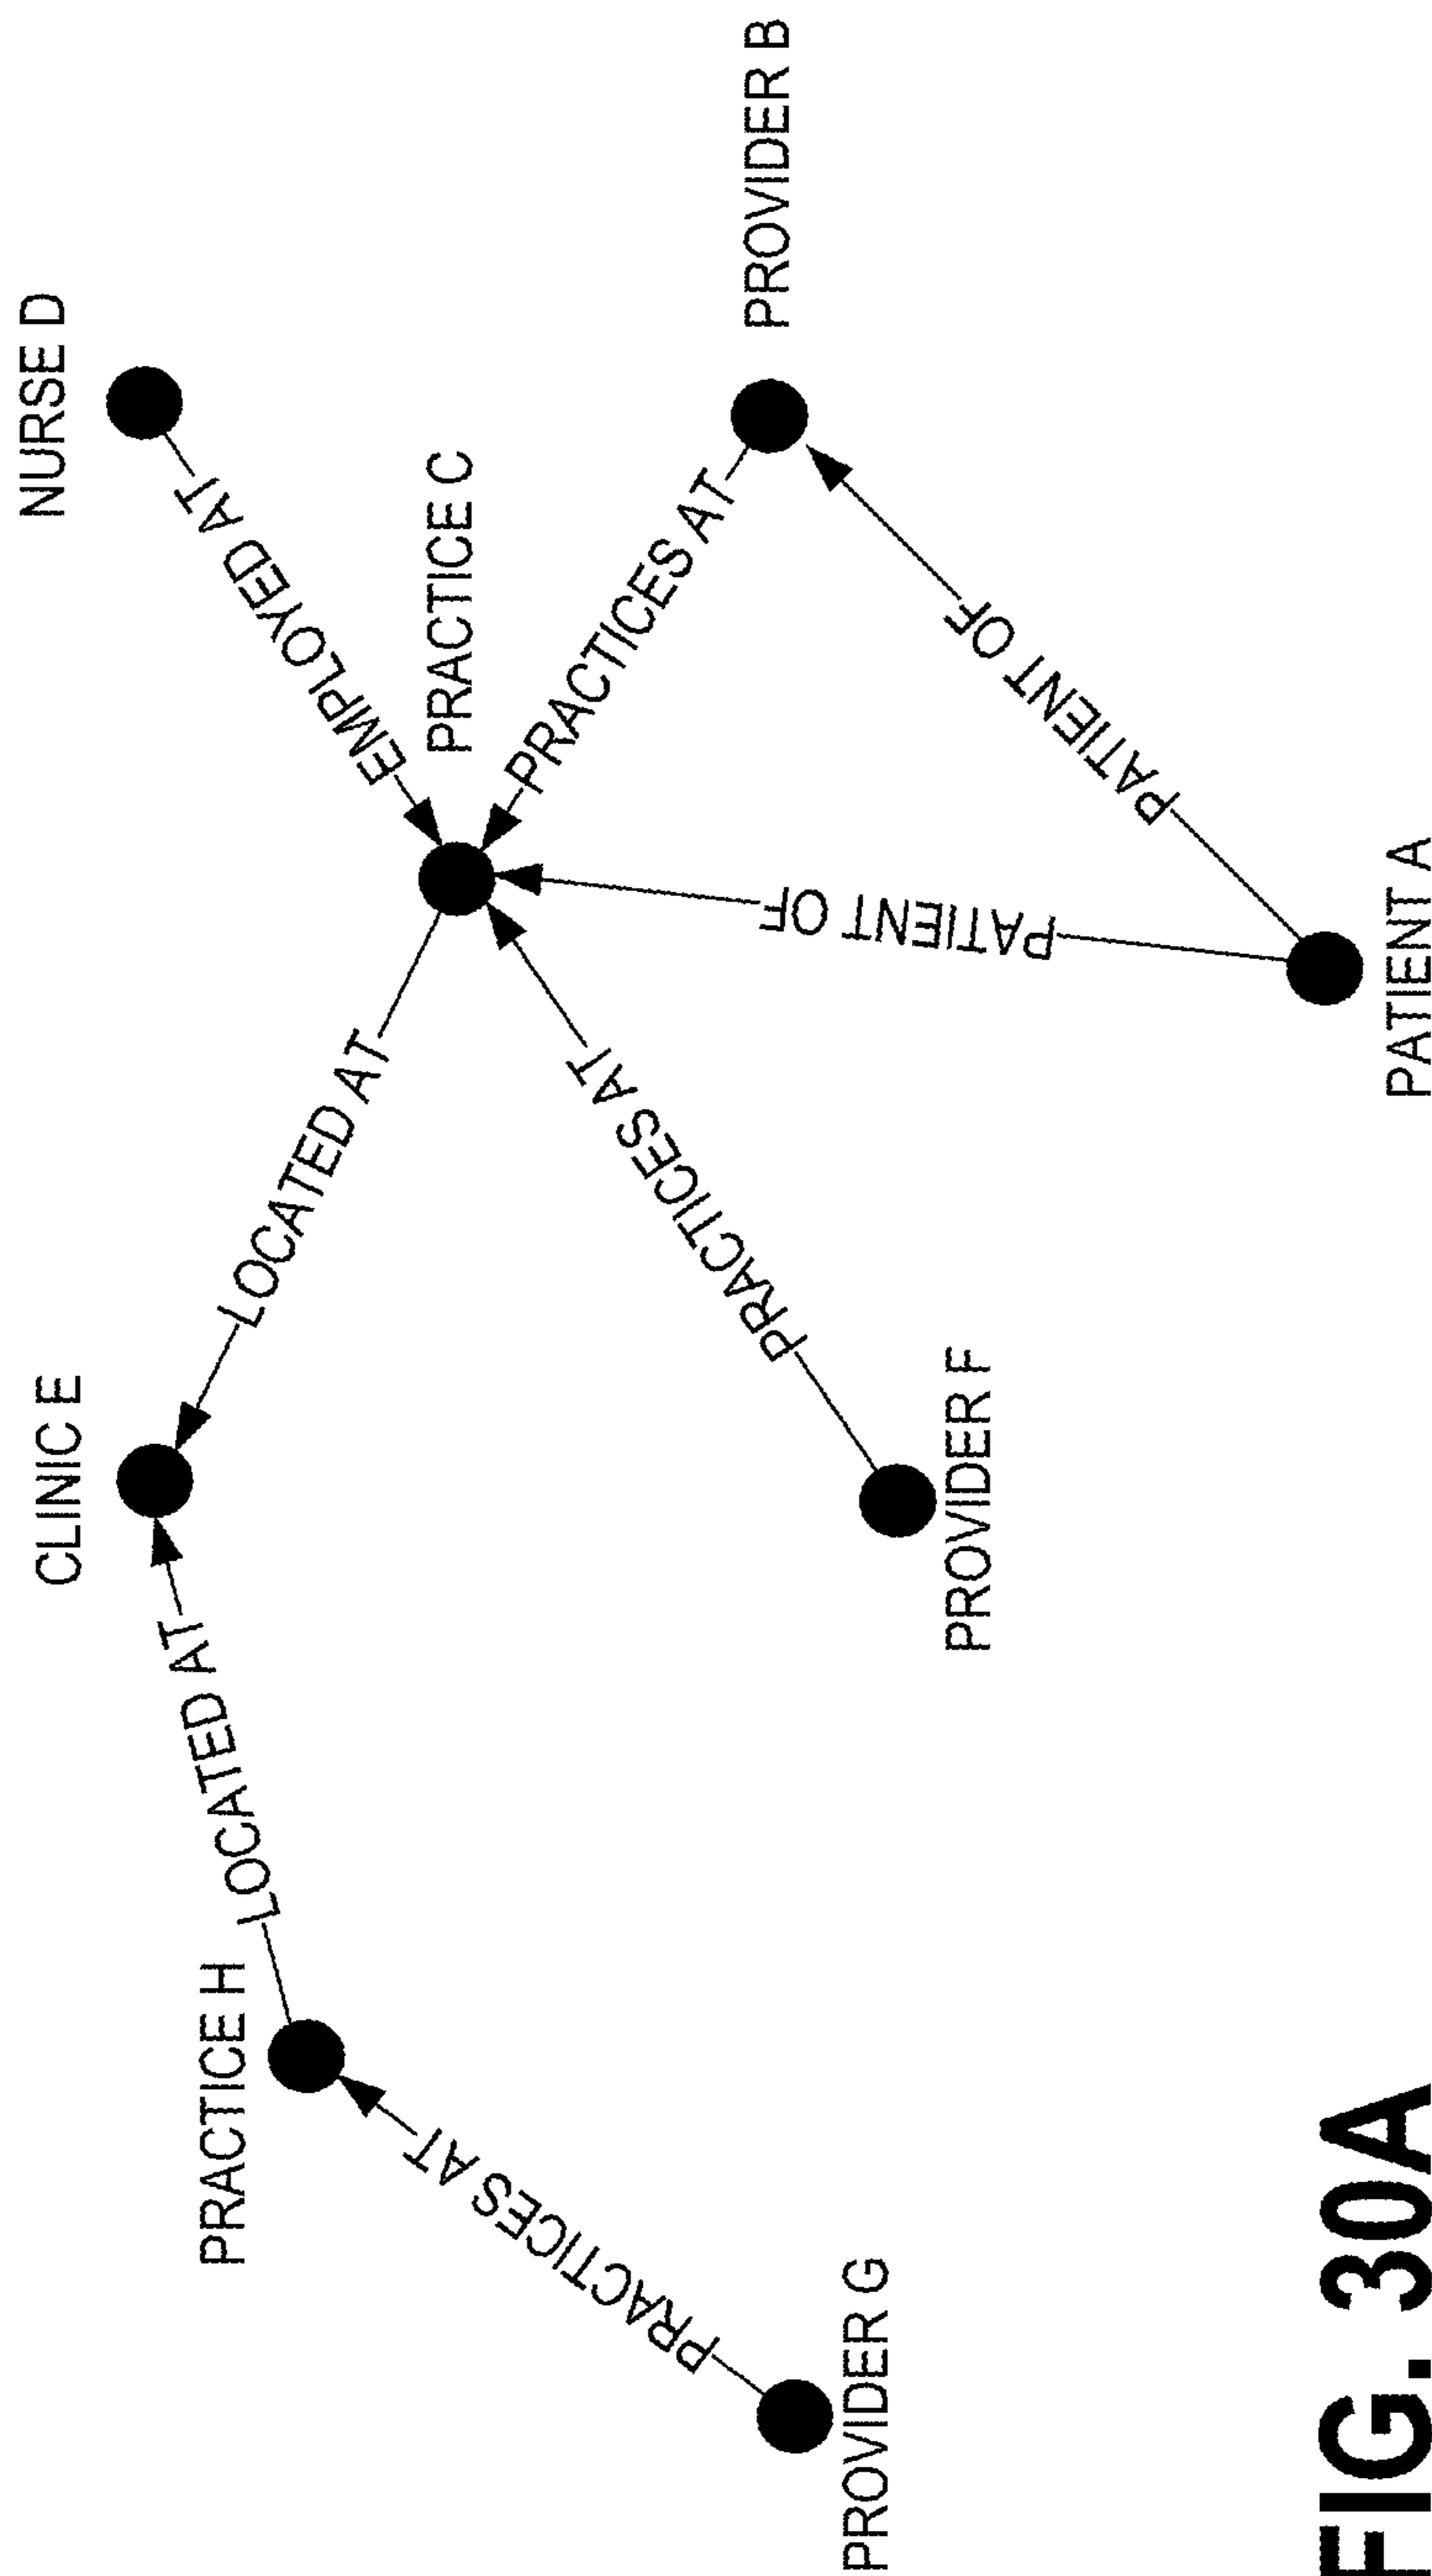 NURSE D
CLINIC E
EMPLOYED AT
LOCATED AT
PRACTICE H
LOCATED AT
PRACTICE C
PRACTICES AT
PRACTICES AT
PRACTICES AT
PROVIDER B
PROVIDER G
PROVIDER F
PATIENT OF
PATIENT OF
PATIENT A
FIG. 30A